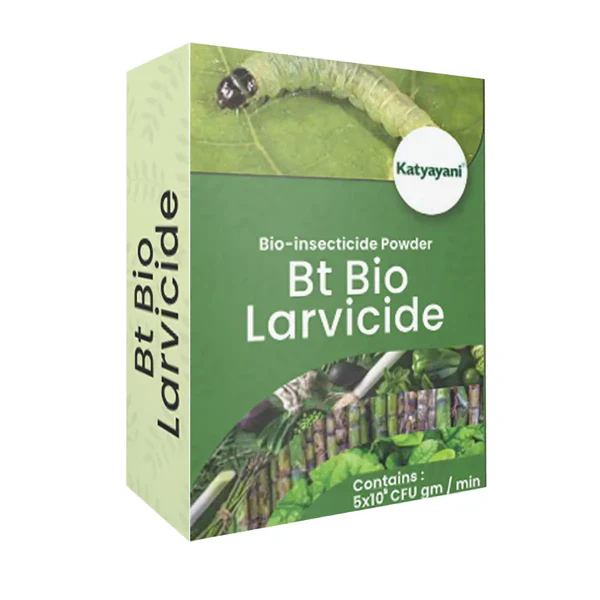 Katyayani®
Bio-insecticide Powder
Bt Bio
Larvicide
Contains :
5x10⁸ CFU gm / min
Bt Bio
Larvicide